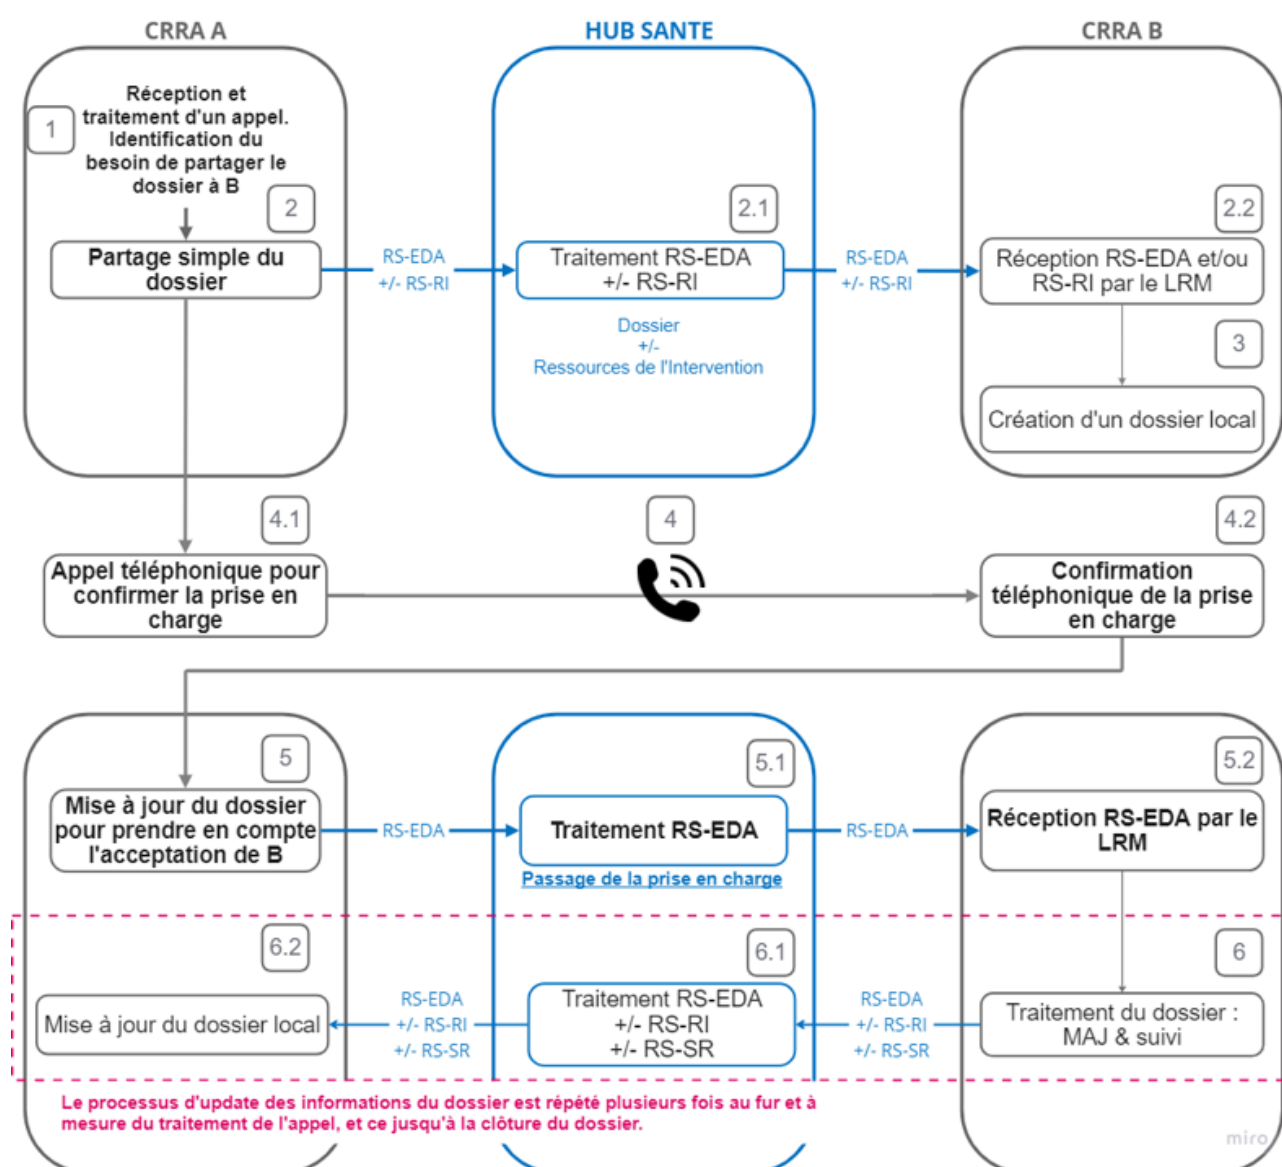 CRRA A
HUB SANTE
CRRA B
1
Réception et
traitement d'un appel.
Identification du
besoin de partager le
dossier à B
2
2.1
2.2
Partage simple du
dossier
RS-EDA
+/- RS-RI
Traitement RS-EDA
+/- RS-RI
RS-EDA
+/- RS-RI
Réception RS-EDA et/ou
RS-RI par le LRM
Dossier
+/-
Ressources de l'Intervention
3
Création d'un dossier local
4.1
4
4.2
Appel téléphonique pour
confirmer la prise en
charge
Confirmation
téléphonique de la prise
en charge
5
5.1
5.2
Mise à jour du dossier
pour prendre en compte
l'acceptation de B
RS-EDA
Traitement RS-EDA
RS-EDA
Réception RS-EDA par le
LRM
Passage de la prise en charge
6.2
6.1
6
Mise à jour du dossier local
RS-EDA
+/- RS-RI
+/- RS-SR
Traitement RS-EDA
+/- RS-RI
+/- RS-SR
RS-EDA
+/- RS-RI
+/- RS-SR
Traitement du dossier :
MAJ & suivi
Le processus d'update des informations du dossier est répété plusieurs fois au fur et à
mesure du traitement de l'appel, et ce jusqu'à la clôture du dossier.
miro